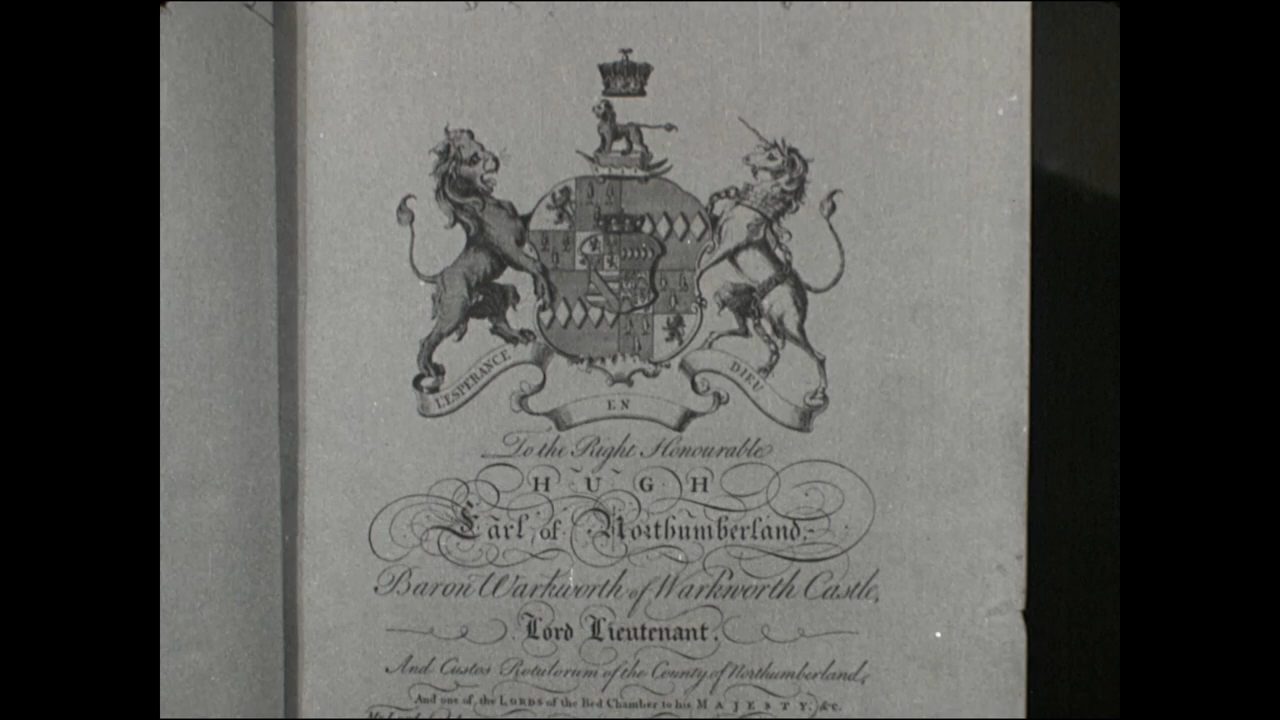 L'ESPERANCE EN DIEU
To the Right Honourable
HUGH
Earl of Northumberland,
Baron Warkworth of Warkworth Castle,
Lord Lieutenant,
And Custos Rotulorum of the County of Northumberland,
And one of the LORDS of the Bed Chamber to his MAJESTY, &c.